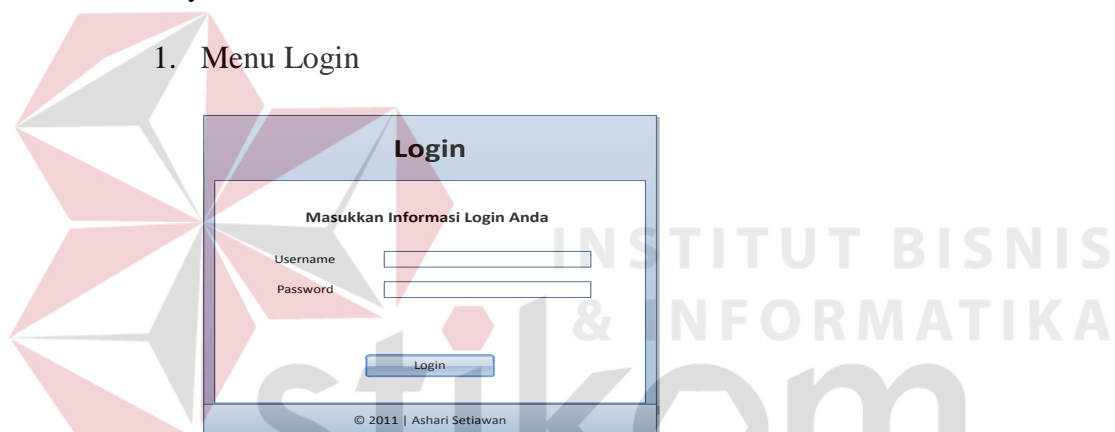 1. Menu Login
Login
Masukkan Informasi Login Anda
Username
Password
Login
© 2011 | Ashari Setiawan
INSTITUT BISNIS
& INFORMATIKA
stikom